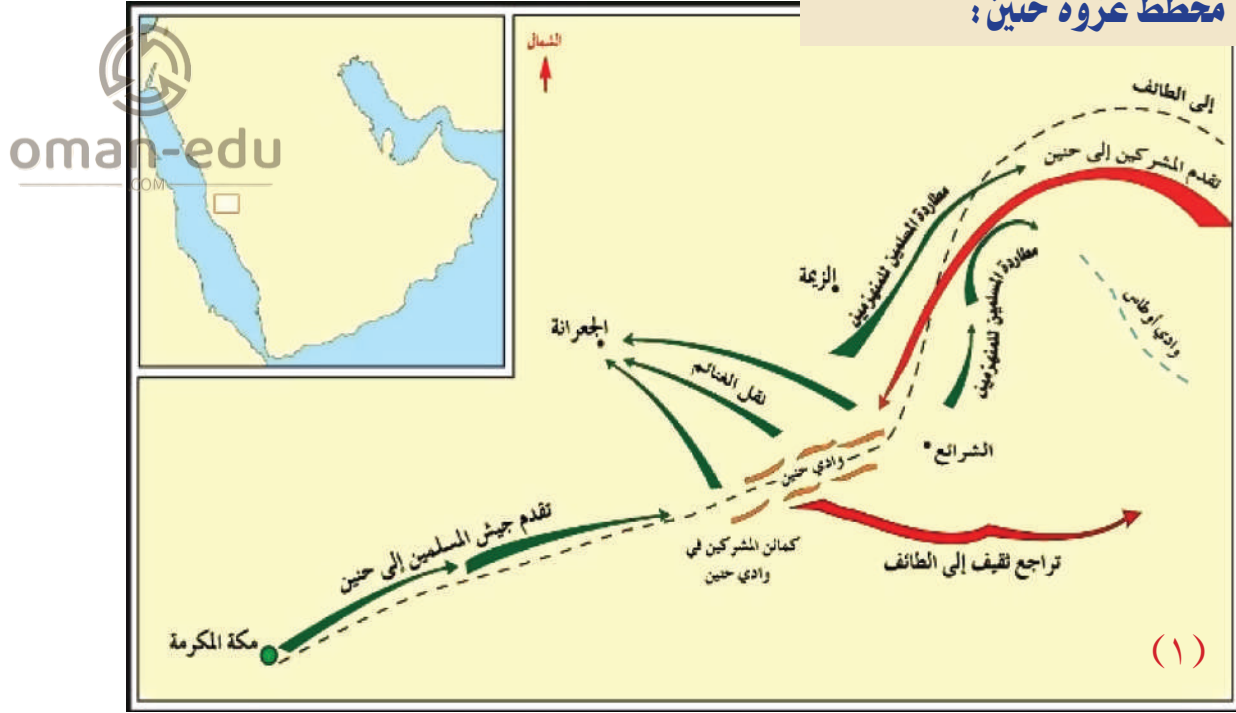 مخطط غزوة حنين :
الشمال
إلى الطائف
تقدم المشركين إلى حنين
مطاردة المسلمين للمنهزمين
مطاردة المسلمين للمنهزمين
الزيمة
وادي أوطاس
الجعرانة
نقل الغنائم
الشرائع
وادي حنين
تقدم جيش المسلمين إلى حنين
كمائن المشركين في
وادي حنين
تراجع ثقيف إلى الطائف
مكة المكرمة
(١)
oman-edu
.COM